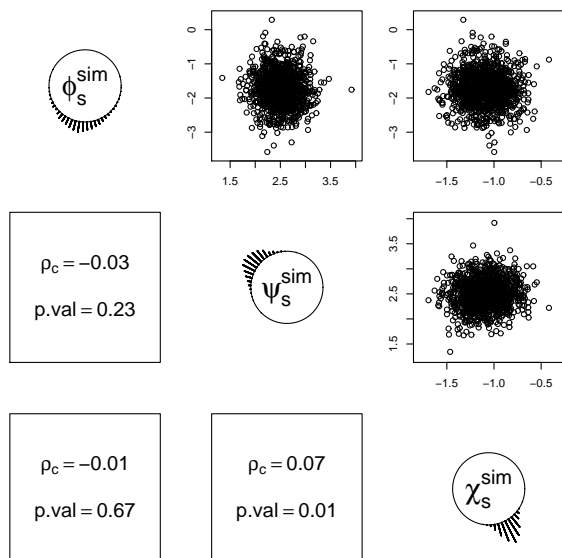 ϕ_s^sim
0
−1
−2
−3
1.5 2.5 3.5
0
−1
−2
−3
−1.5 −1.0 −0.5
ρ_c = −0.03
p.val = 0.23
ψ_s^sim
3.5
2.5
1.5
−1.5 −1.0 −0.5
ρ_c = −0.01
p.val = 0.67
ρ_c = 0.07
p.val = 0.01
χ_s^sim